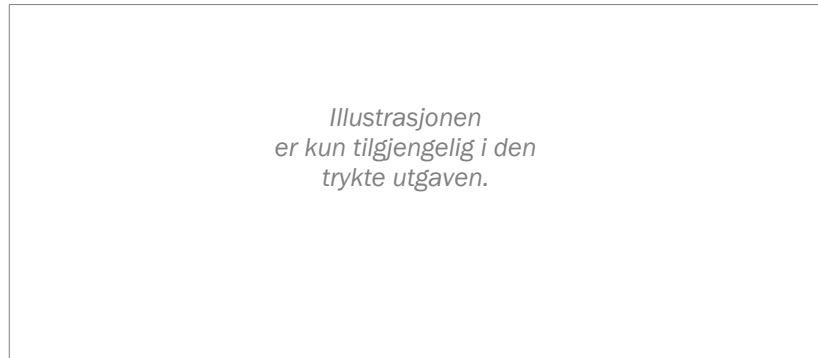 Illustrasjonen
er kun tilgjengelig i den
trykte utgaven.